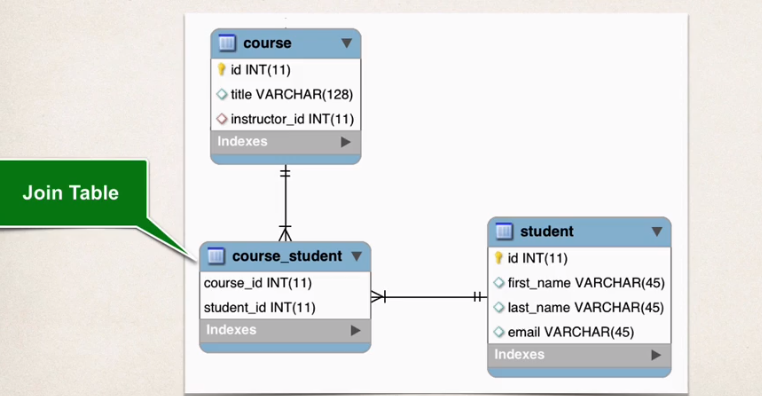 course
id INT(11)
title VARCHAR(128)
instructor_id INT(11)
Indexes
Join Table
course_student
course_id INT(11)
student_id INT(11)
Indexes
student
id INT(11)
first_name VARCHAR(45)
last_name VARCHAR(45)
email VARCHAR(45)
Indexes